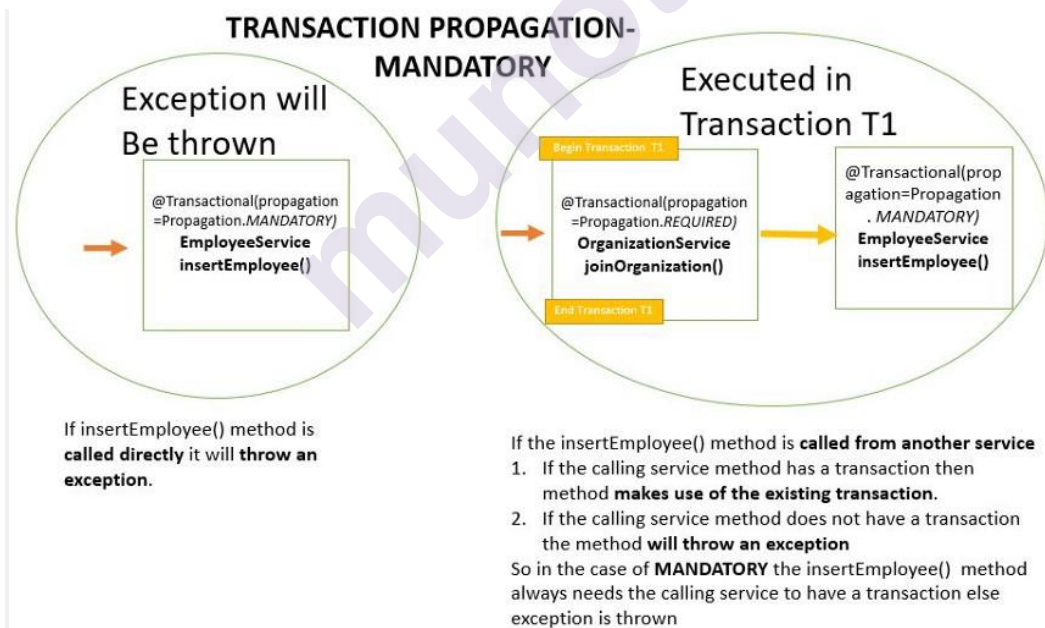 TRANSACTION PROPAGATION-
MANDATORY
Exception will
Be thrown
@Transactional(propagation
=Propagation.MANDATORY)
EmployeeService
insertEmployee()
If insertEmployee() method is
called directly it will throw an
exception.
Executed in
Transaction T1
Begin Transaction T1
@Transactional(propagation
=Propagation.REQUIRED)
OrganizationService
joinOrganization()
End Transaction T1
@Transactional(prop
agation=Propagation
. MANDATORY)
EmployeeService
insertEmployee()
If the insertEmployee() method is called from another service
1. If the calling service method has a transaction then
method makes use of the existing transaction.
2. If the calling service method does not have a transaction
the method will throw an exception
So in the case of MANDATORY the insertEmployee() method
always needs the calling service to have a transaction else
exception is thrown